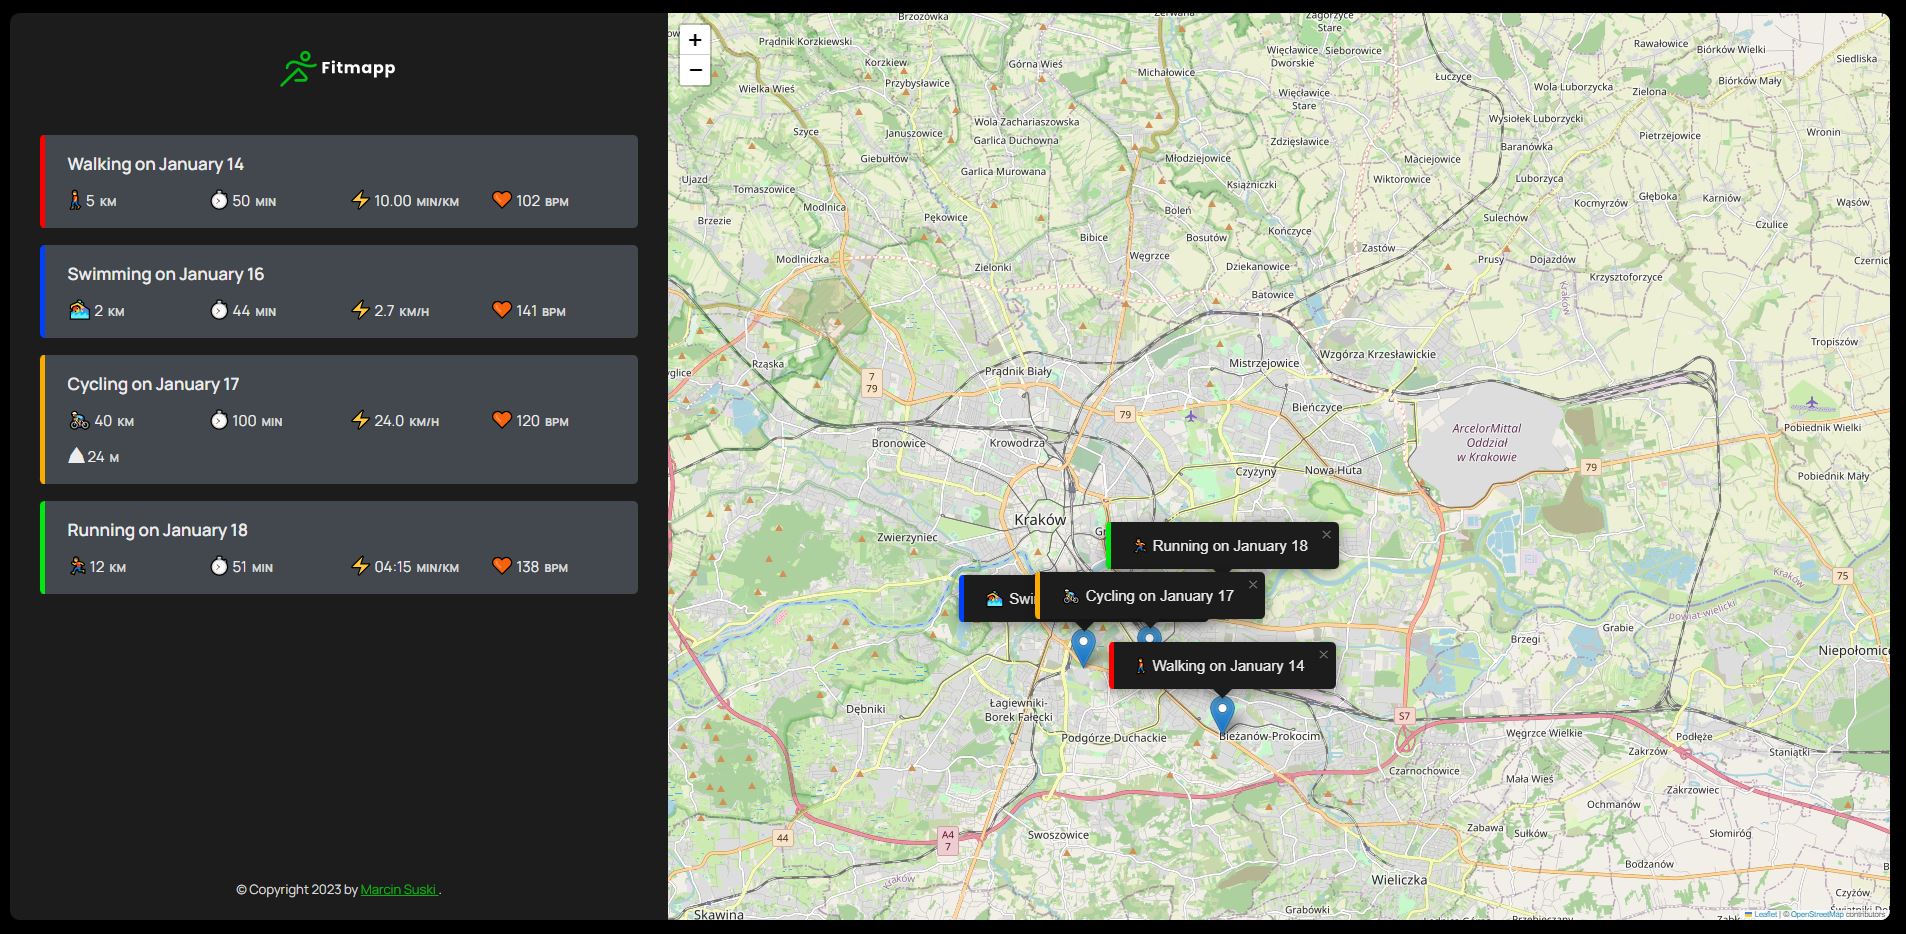 Fitmapp
Walking on January 14
5 KM
50 MIN
10.00 MIN/KM
102 BPM
Swimming on January 16
2 KM
44 MIN
2.7 KM/H
141 BPM
Cycling on January 17
40 KM
100 MIN
24.0 KM/H
120 BPM
24 M
Running on January 18
12 KM
51 MIN
04:15 MIN/KM
138 BPM
© Copyright 2023 by Marcin Suski .
+
−
Brzozówka
Zagorzyce
Stare
Prądnik Korzkiewski
Więcławice
Dworskie
Sieborowice
Rawałowice
Biórków Wielki
Siedliska
Korzkiew
Górna Wieś
Michałowice
Łuczyce
Przybysławice
Wielka Wieś
Wola Luborzycka
Zielona
Biórków Mały
Więcławice
Stare
Wola Zachariaszowska
Wysiołek Luborzycki
Szyce
Januszowice
Garlica Duchowna
Dziekanowice
Pietrzejowice
Wronin
Baranówka
Giebułtów
Młodziejowice
Maciejowice
Garlica Murowana
Ujazd
Tomaszowice
Książniczki
Wiktorowice
Luborzyca
Głęboka
Karniów
Modlnica
Kocmyrzów
Wąsów
Brzezie
Pękowice
Boleń
Sulechów
Czulice
Bibice
Bosutów
Kończyce
Zastów
Modlniczka
Węgrzce
Prusy
Dojazdów
Zielonki
Dziekanowice
Krzysztoforzyce
Batowice
Tropiszów
Mistrzejowice
Wzgórza Krzesławickie
Rząska
Prądnik Biały
7
79
79
Bieńczyce
ArcelorMittal
Oddział
w Krakowie
Pobiednik Wielki
Bronowice
Krowodrza
Czyżyny
Nowa Huta
79
Pobiednik Mały
Kraków
Zwierzyniec
Running on January 18
×
Swi
Cycling on January 17
×
75
Grabie
Brzegi
Niepołomic
Walking on January 14
×
Dębniki
Łagiewniki-
Borek Fałęcki
Podgórze Duchackie
Bieżanów-Prokocim
S7
Węgrzce Wielkie
Podłęże
Zakrzów
Staniątki
Czarnochowice
Mała Wieś
Zakrzowiec
Ochmanów
44
A4
7
Swoszowice
Zabawa
Sułków
Słomiróg
Bodzanów
Kraków
Wieliczka
Czyżów
Skawina
Grabówki
Leaflet | © OpenStreetMap contributors